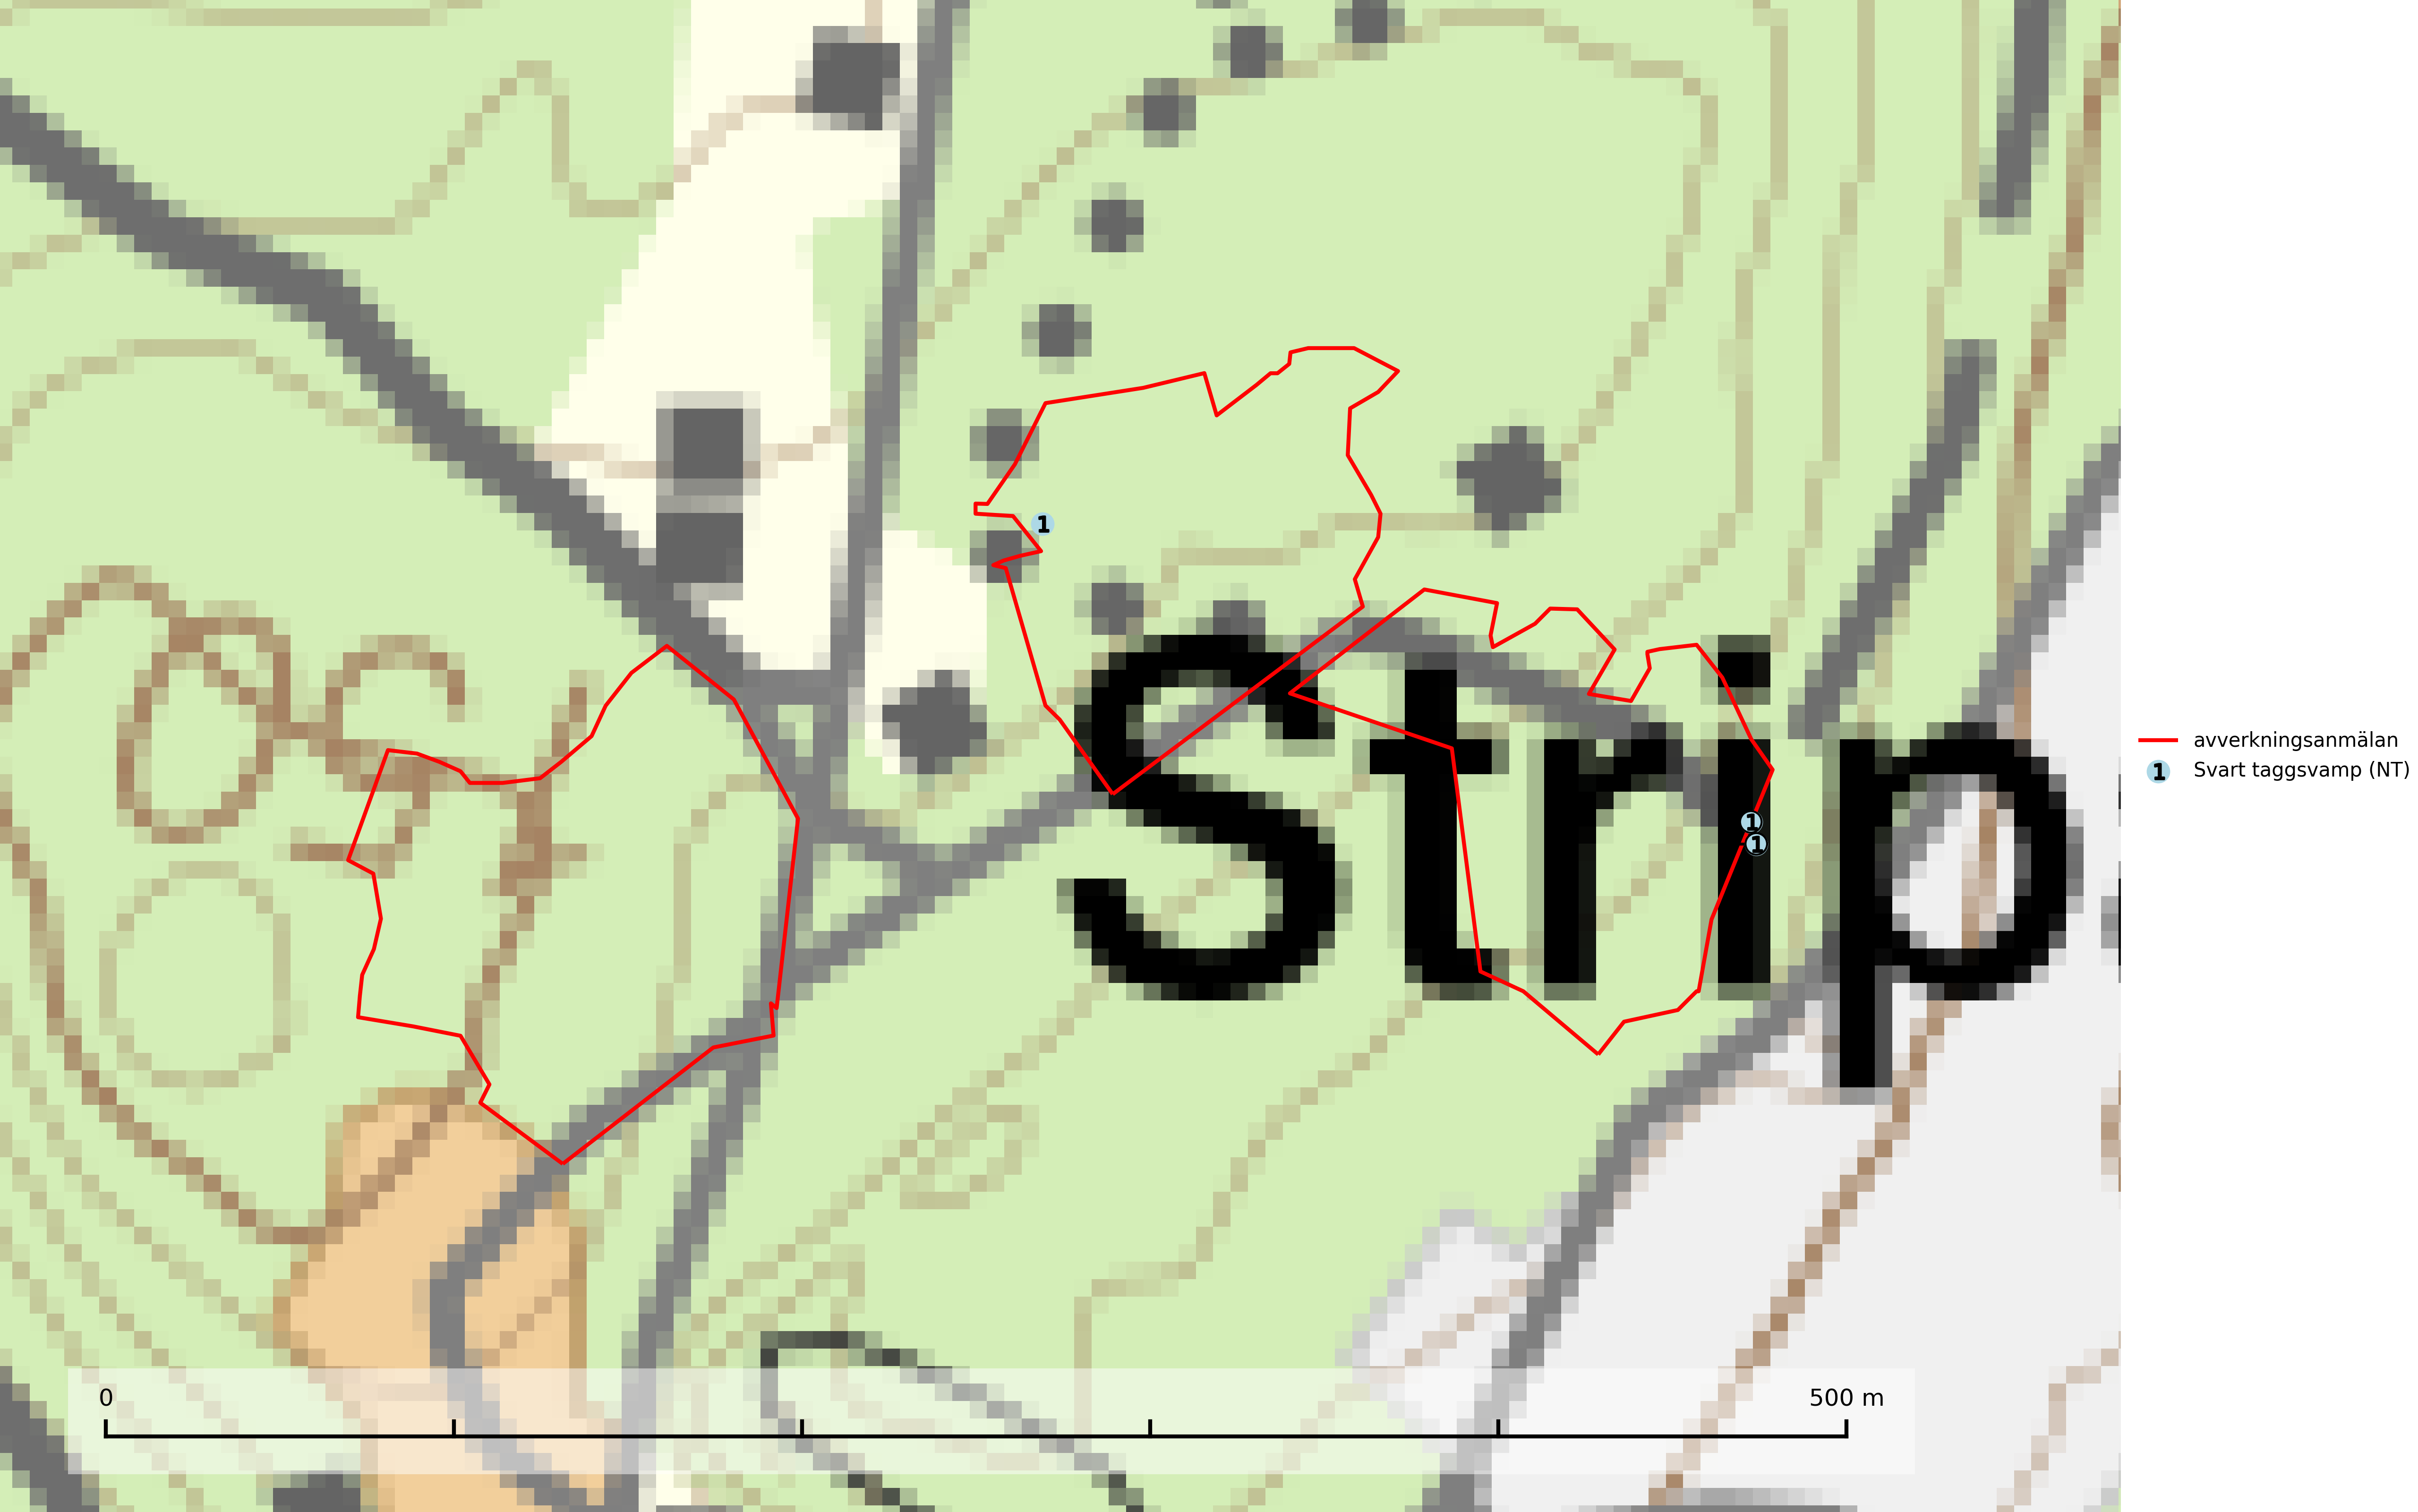 1
Strip
1
1
avverkningsanmälan
1 Svart taggsvamp (NT)
0 500 m